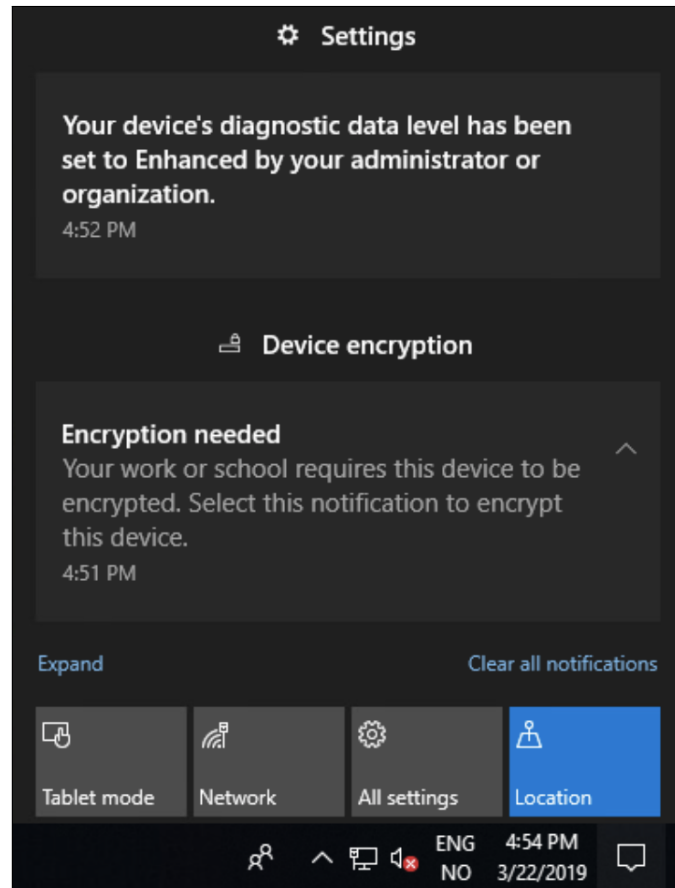 Settings
Your device's diagnostic data level has been
set to Enhanced by your administrator or
organization.
4:52 PM
Device encryption
Encryption needed
Your work or school requires this device to be
encrypted. Select this notification to encrypt
this device.
4:51 PM
Expand
Clear all notifications
Tablet mode
Network
All settings
Location
ENG
NO
4:54 PM
3/22/2019